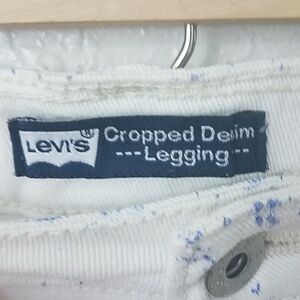 LEVI'S ®
Cropped Denim
---Legging---